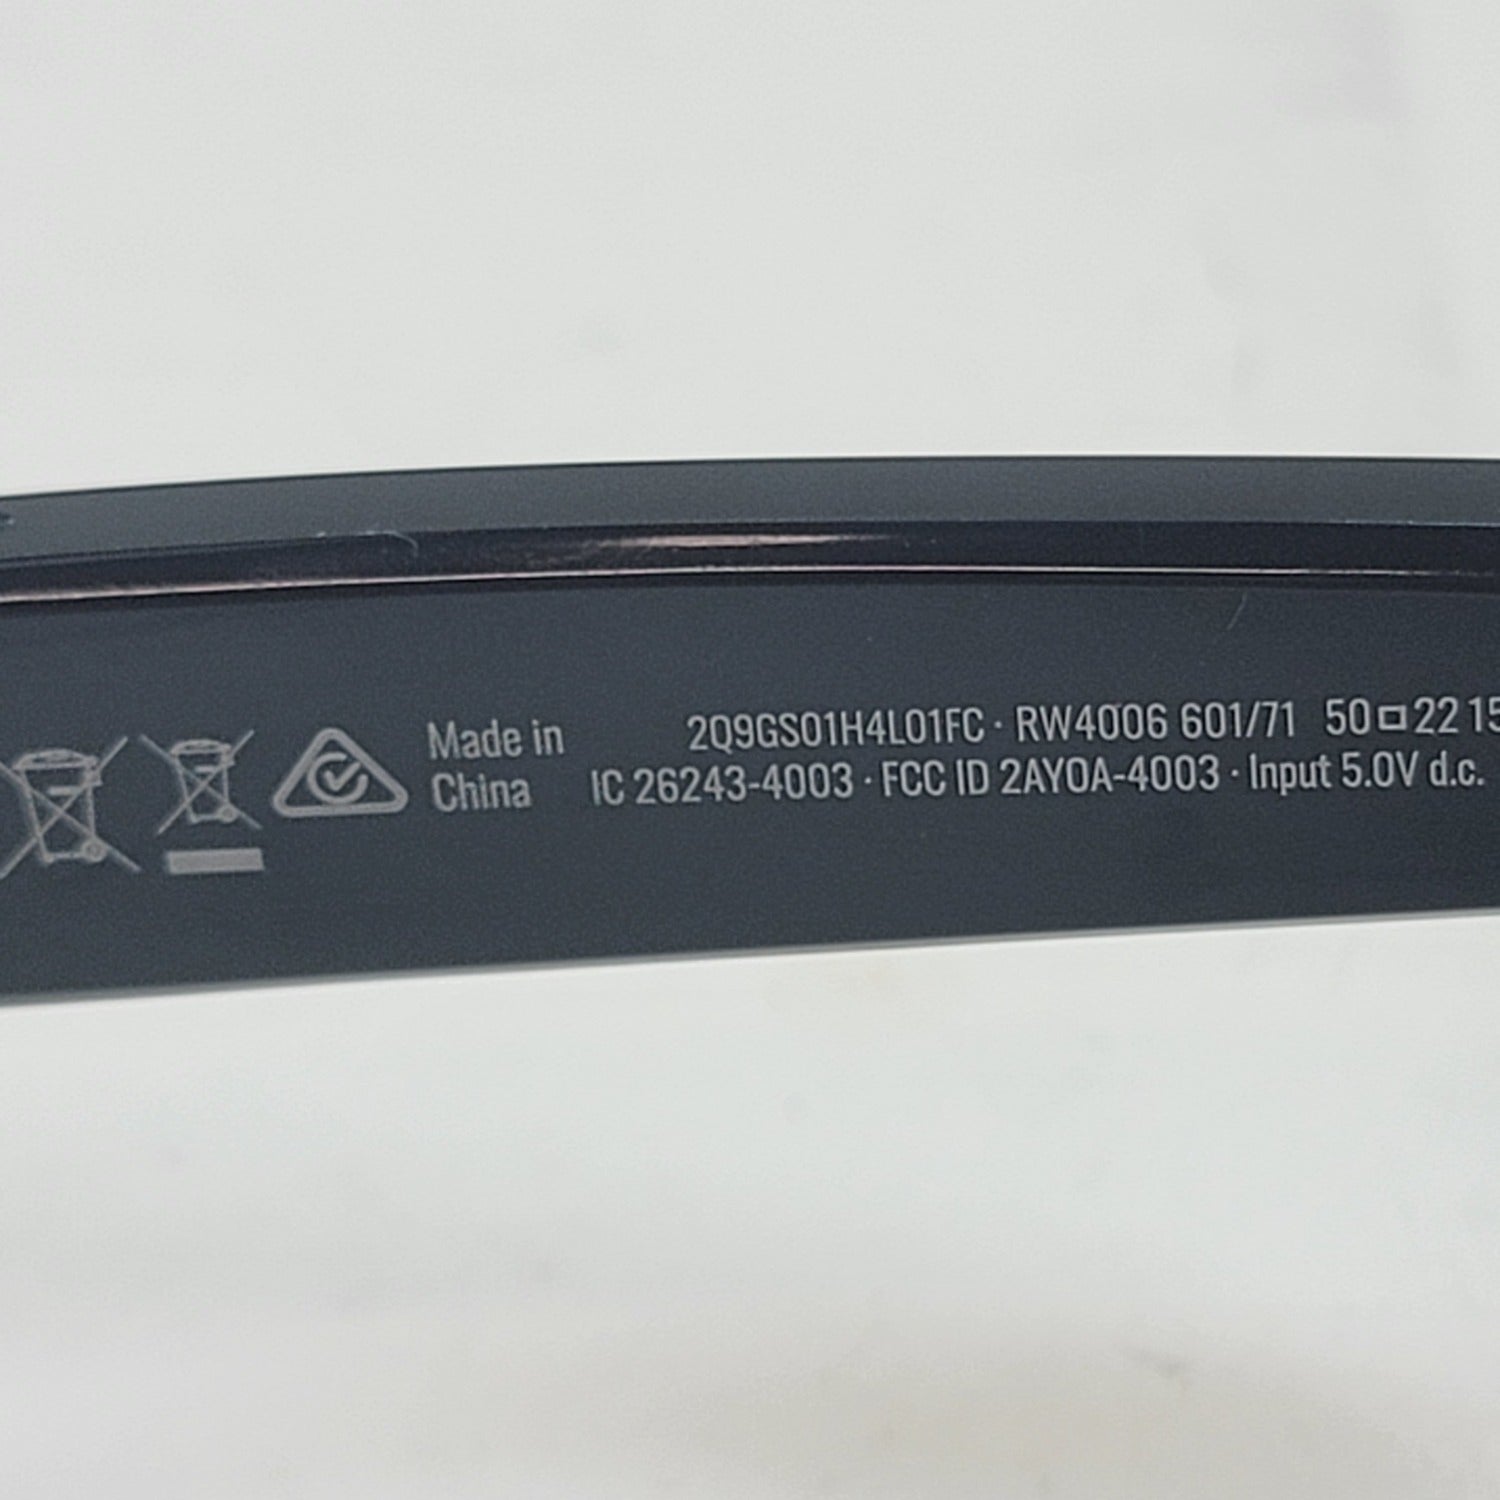 Made in
China
2Q9GS01H4L01FC · RW4006 601/71 50 22 15
IC 26243-4003 · FCC ID 2AYOA-4003 · Input 5.0V d.c.